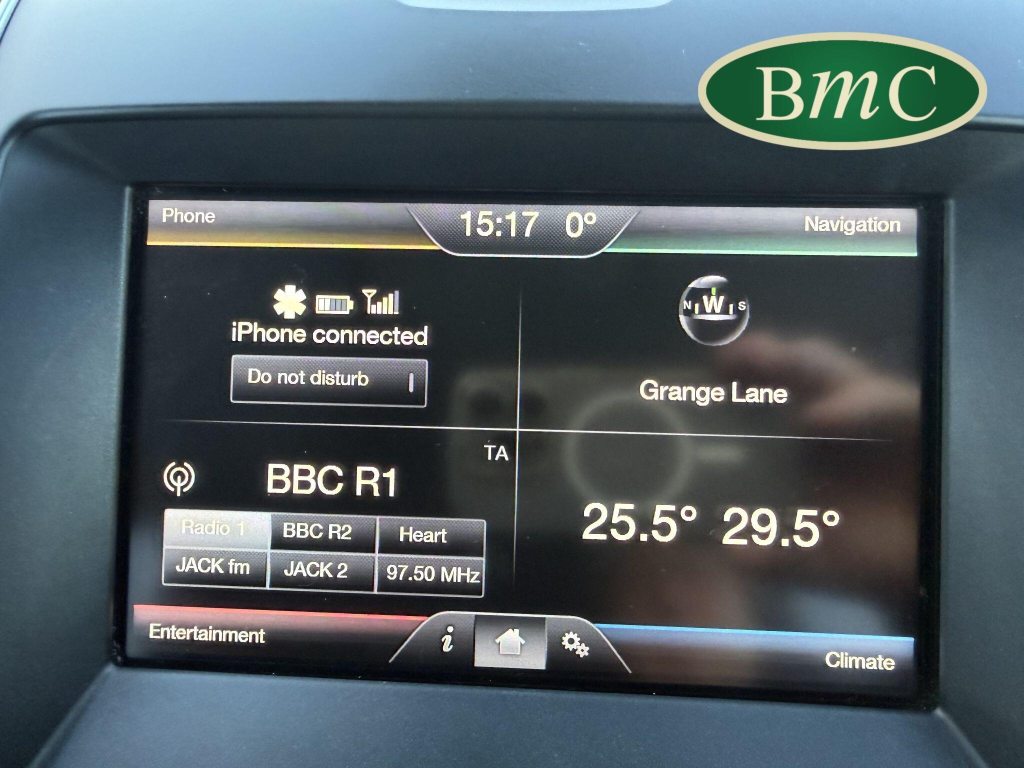 BmC
Phone
15:17 0°
Navigation
N W S
iPhone connected
Do not disturb
Grange Lane
TA
BBC R1
Radio 1
BBC R2
Heart
JACK fm
JACK 2
97.50 MHz
25.5° 29.5°
Entertainment
i
Climate